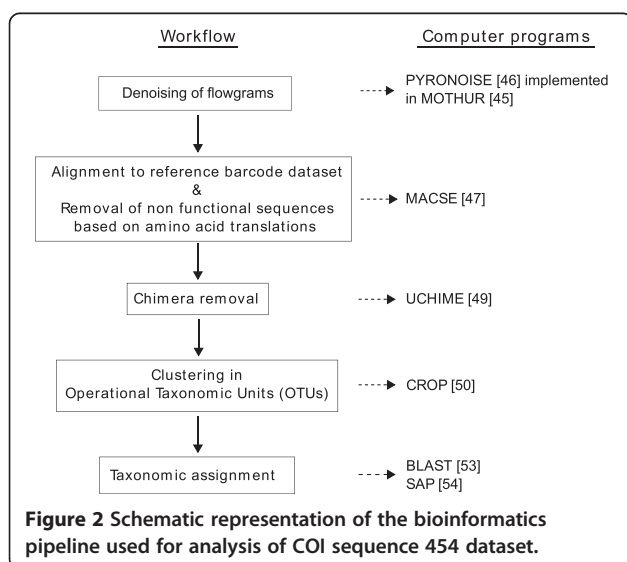 Workflow
Computer programs
Denoising of flowgrams
PYRONOISE [46] implemented
in MOTHUR [45]
Alignment to reference barcode dataset
&
Removal of non functional sequences
based on amino acid translations
MACSE [47]
Chimera removal
UCHIME [49]
Clustering in
Operational Taxonomic Units (OTUs)
CROP [50]
Taxonomic assignment
BLAST [53]
SAP [54]
Figure 2 Schematic representation of the bioinformatics
pipeline used for analysis of COI sequence 454 dataset.